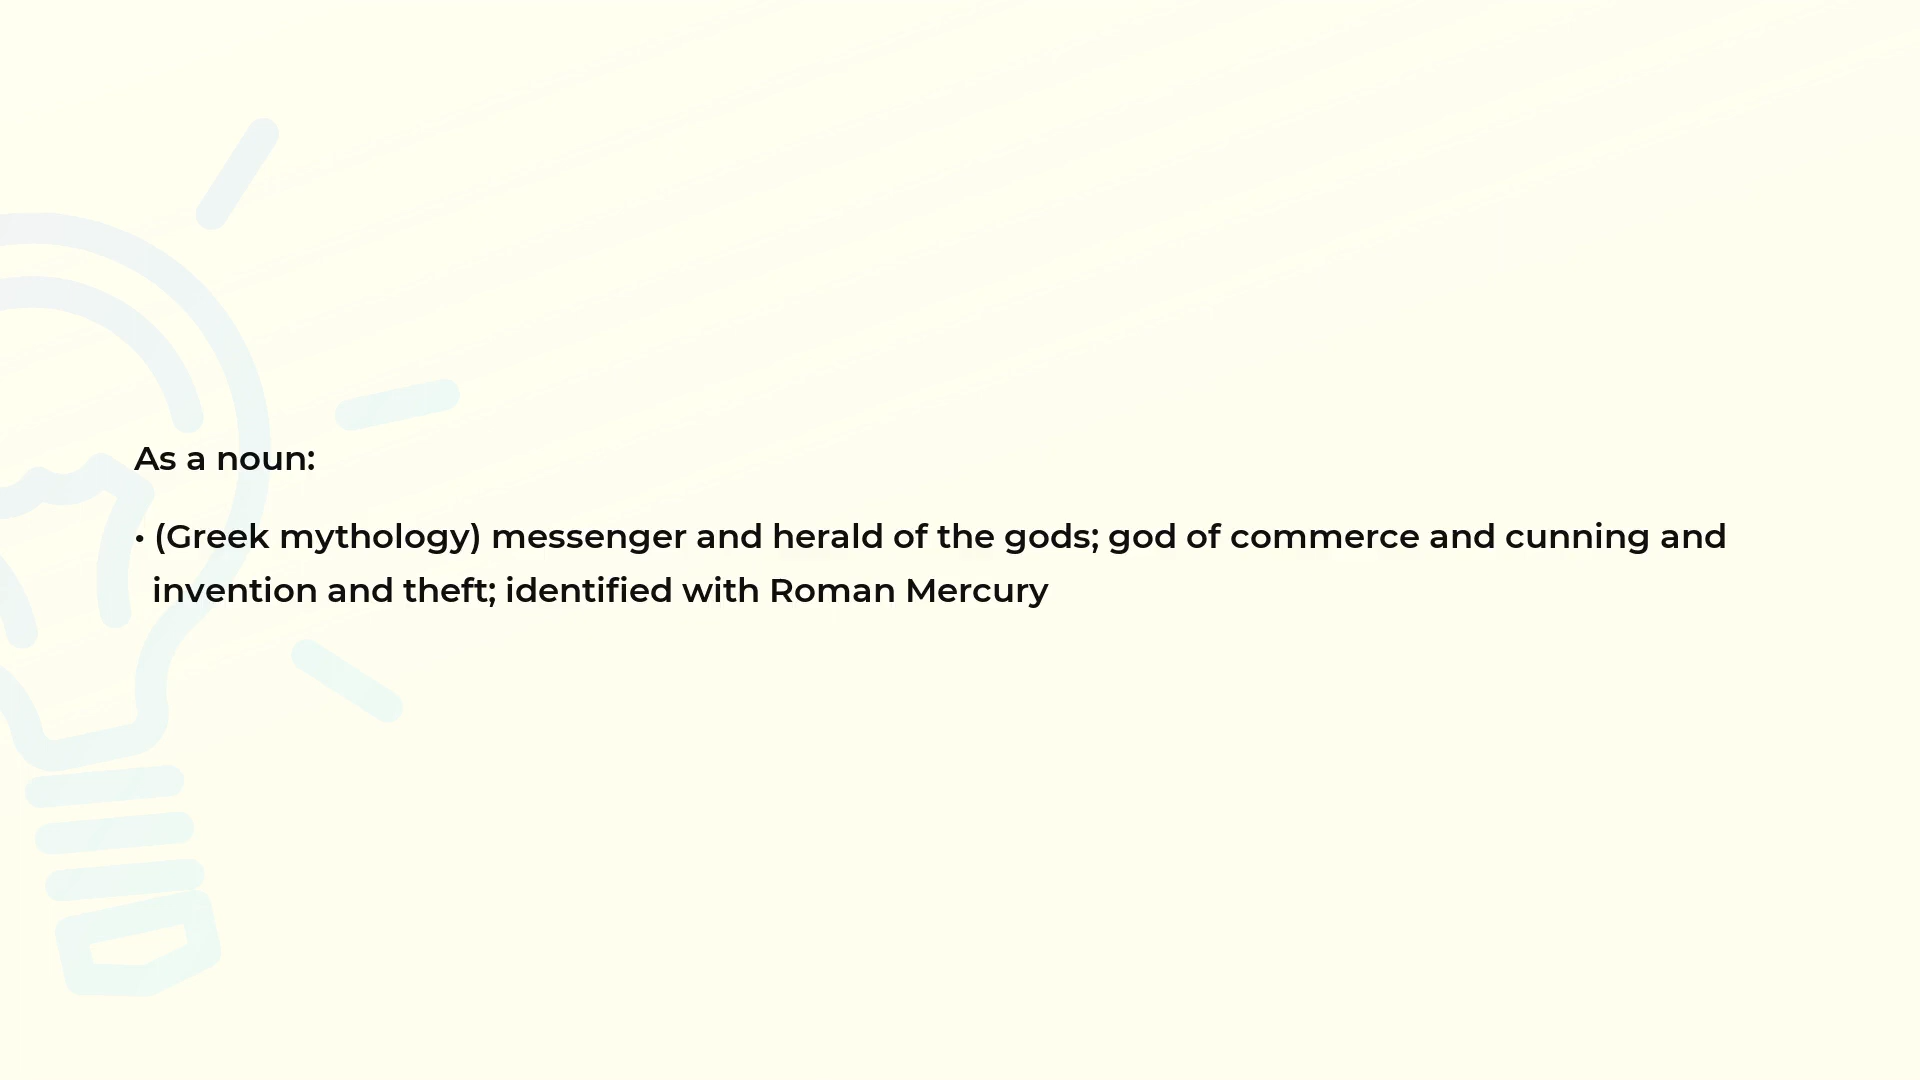 As a noun:
• (Greek mythology) messenger and herald of the gods; god of commerce and cunning and
invention and theft; identified with Roman Mercury